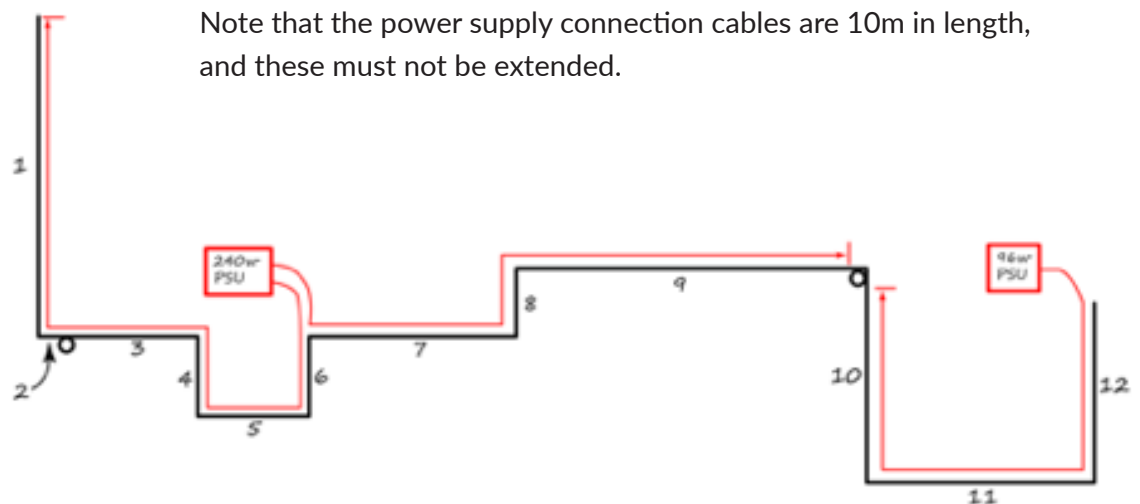 Note that the power supply connection cables are 10m in length,
and these must not be extended.
1
240w
PSU
96w
PSU
8
9
3
7
2
4
6
10
12
5
11